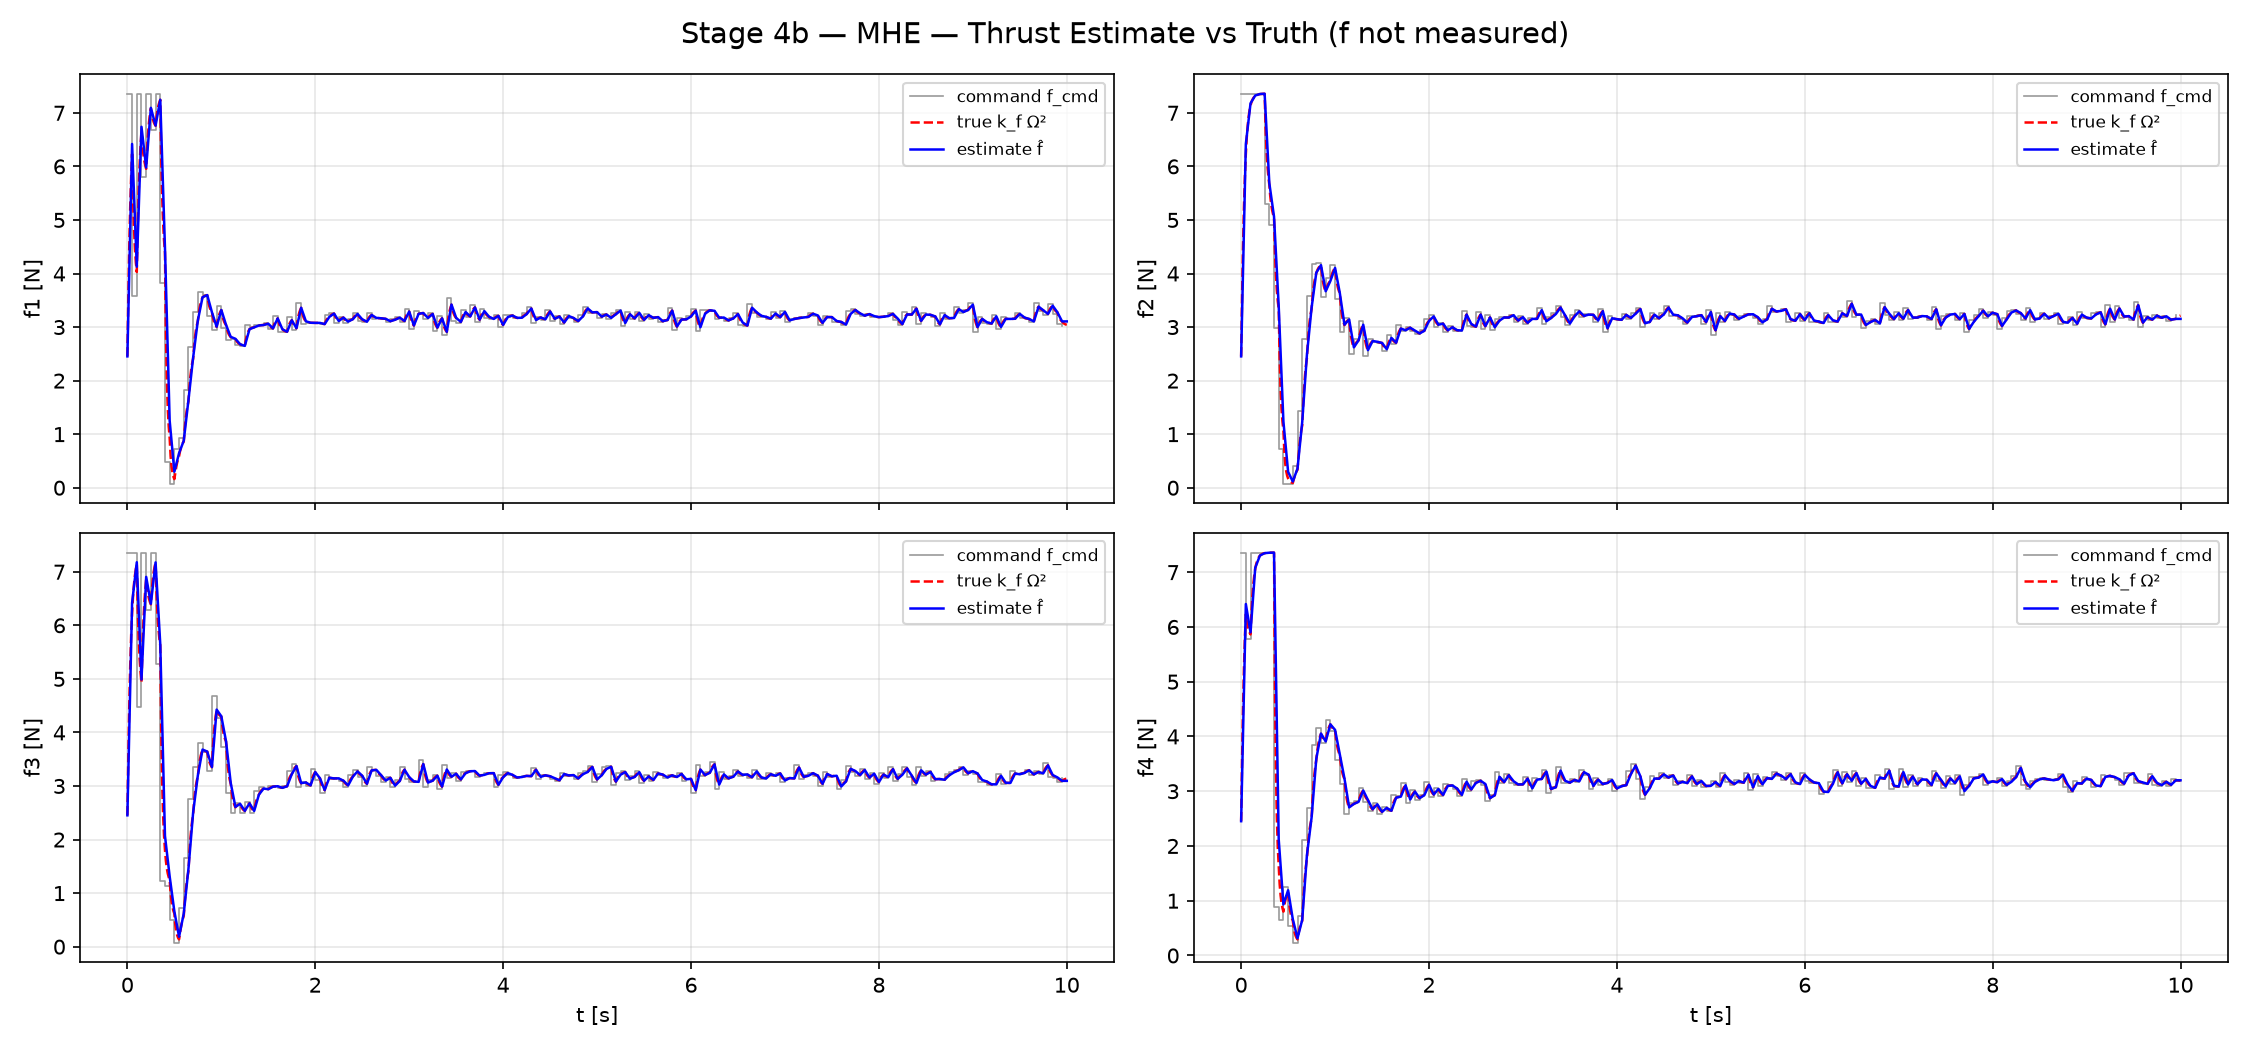 Stage 4b — MHE — Thrust Estimate vs Truth (f not measured)
f1 [N]
7
6
5
4
3
2
1
0
command f_cmd
true k_f Ω²
estimate f̂
f2 [N]
7
6
5
4
3
2
1
0
command f_cmd
true k_f Ω²
estimate f̂
f3 [N]
7
6
5
4
3
2
1
0
command f_cmd
true k_f Ω²
estimate f̂
0 2 4 6 8 10
t [s]
f4 [N]
7
6
5
4
3
2
1
0
command f_cmd
true k_f Ω²
estimate f̂
0 2 4 6 8 10
t [s]